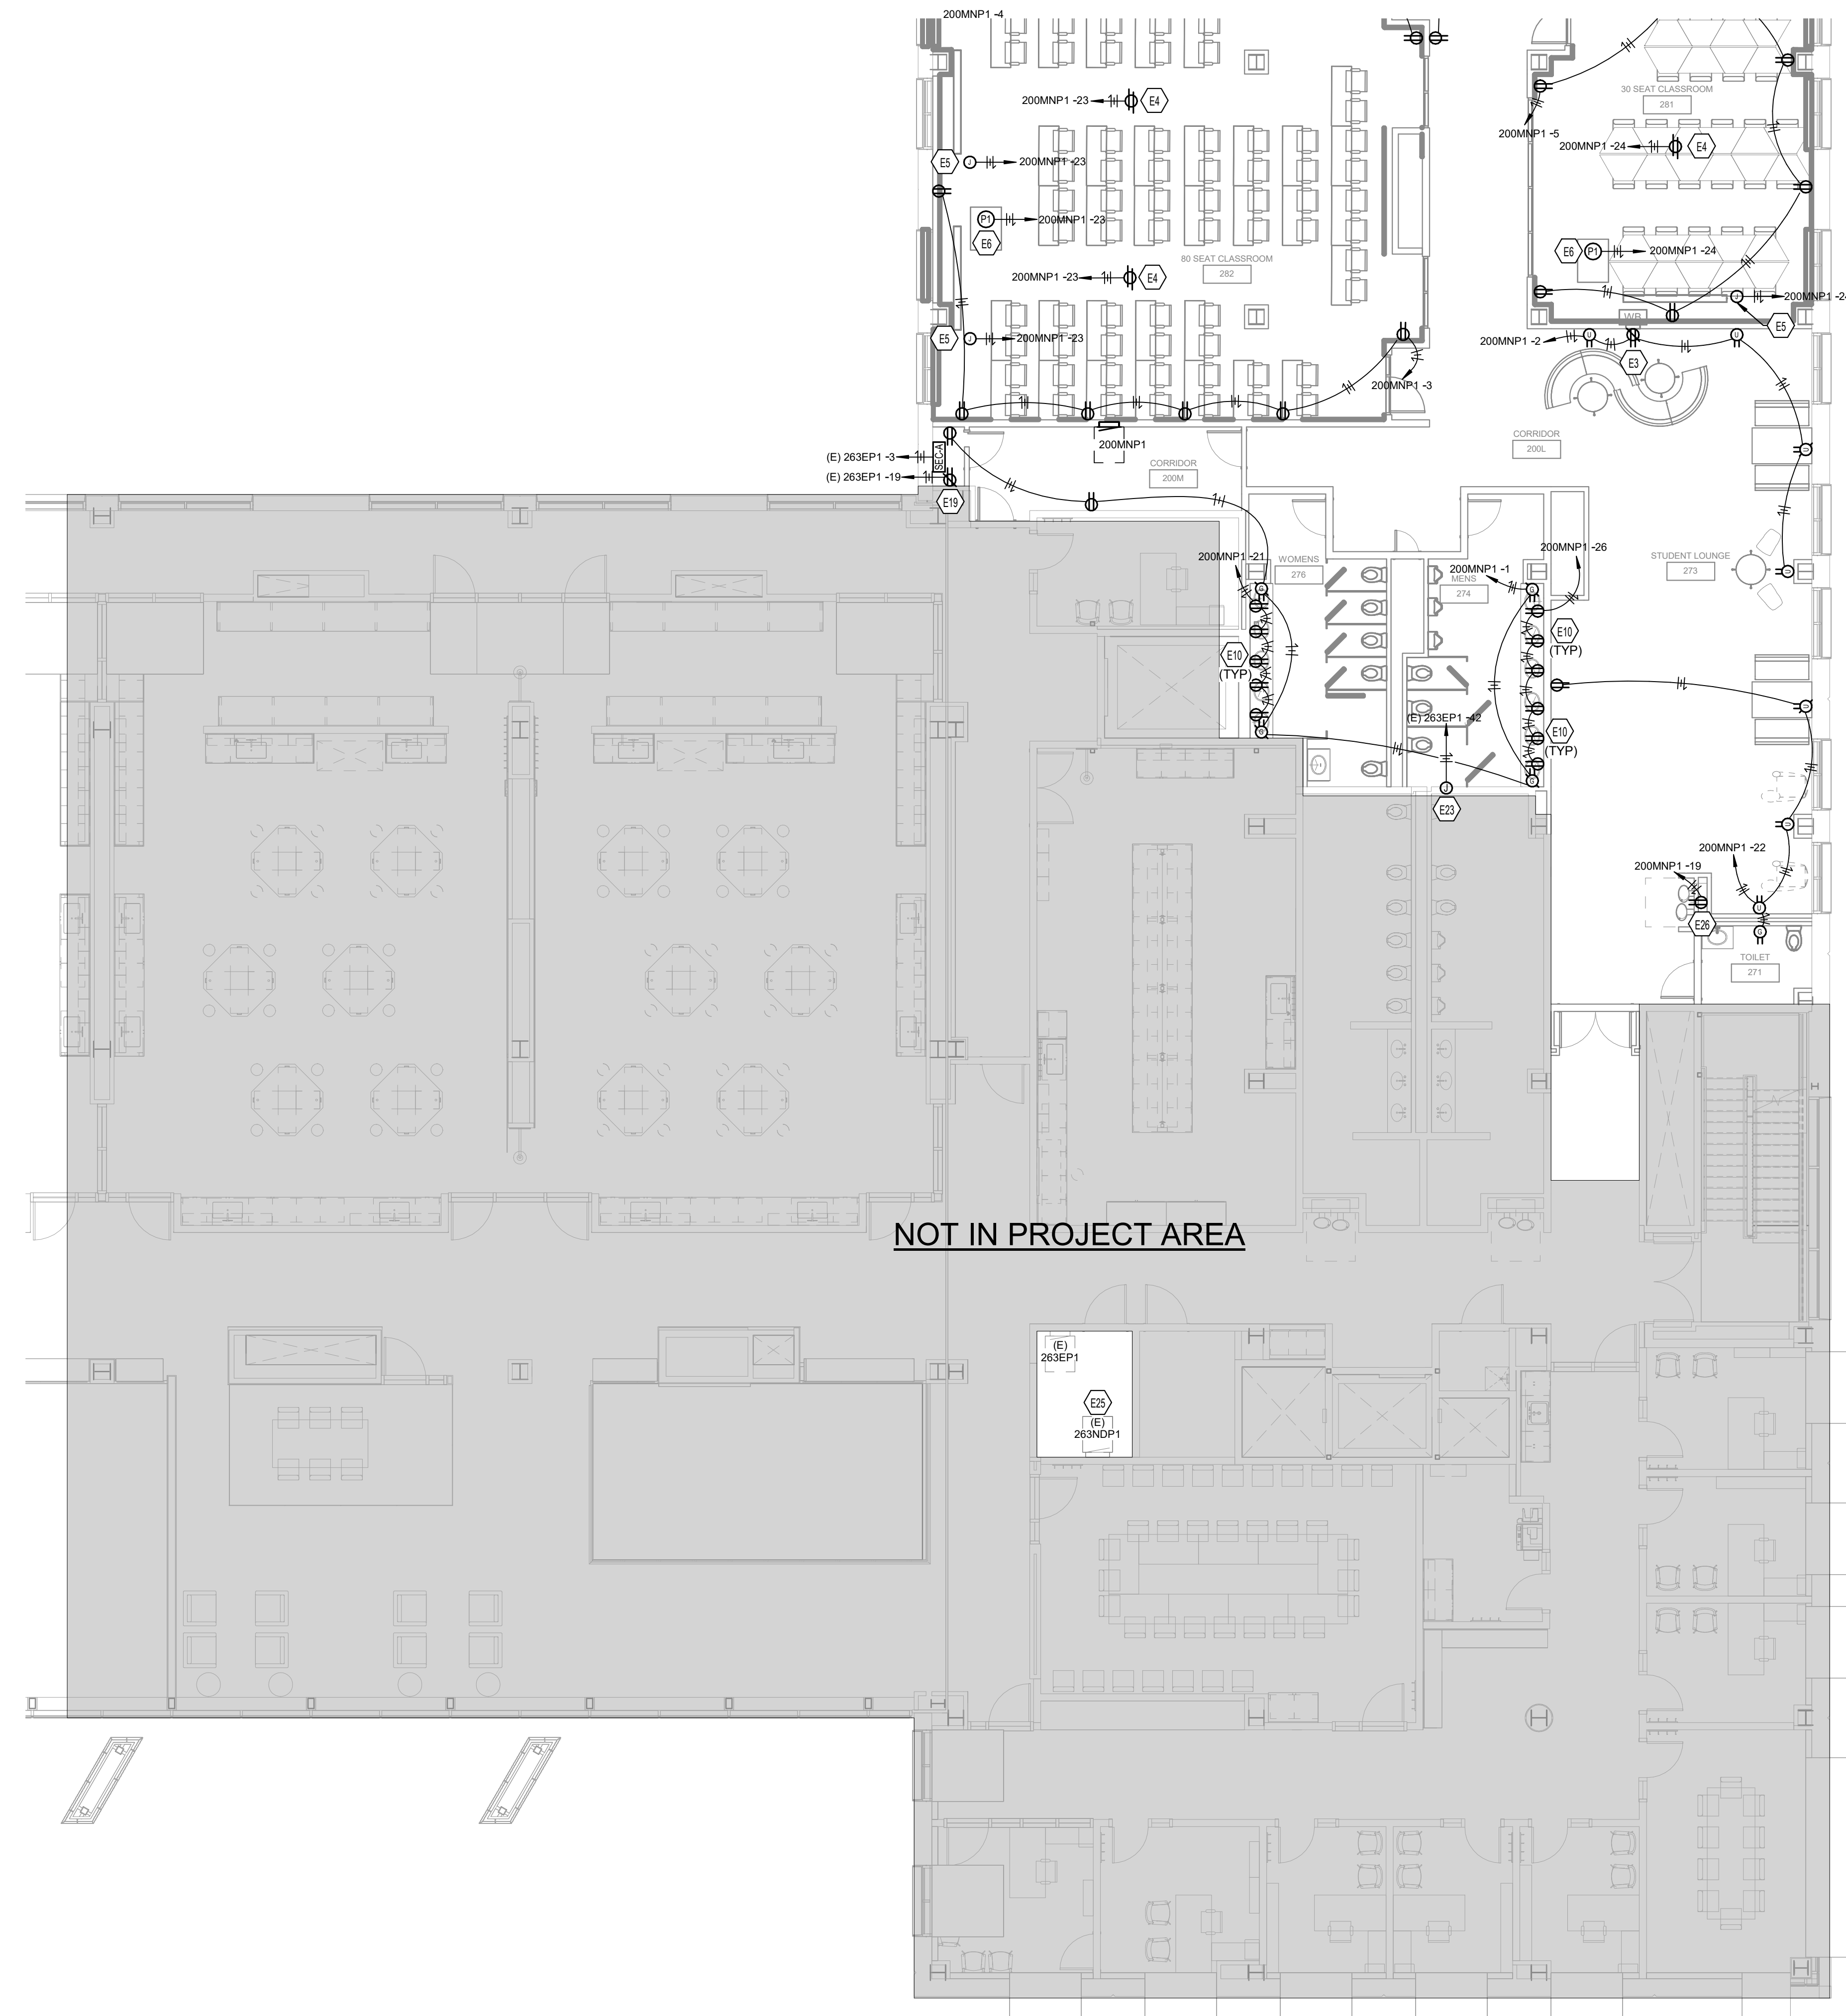 200MNP1 -4
200MNP1 -23
E4
30 SEAT CLASSROOM
281
200MNP1 -5
200MNP1 -24
E4
E5
J
200MNP1 -23
P1
200MNP1 -23
E6
80 SEAT CLASSROOM
282
200MNP1 -23
E4
E6
P1
200MNP1 -24
J
200MNP1 -24
E5
WB
E5
J
200MNP1 -23
200MNP1 -2
U
U
E3
200MNP1 -3
200MNP1
CORRIDOR
200L
SEC-A
(E) 263EP1 -3
(E) 263EP1 -19
E19
CORRIDOR
200M
U
200MNP1 -21
WOMENS
276
200MNP1 -1
MENS
274
200MNP1 -26
STUDENT LOUNGE
273
U
G
G
E10
(TYP)
E10
(TYP)
U
(E) 263EP1 -42
E10
(TYP)
G
G
J
E23
U
200MNP1 -22
200MNP1 -19
U
E26
G
TOILET
271
NOT IN PROJECT AREA
(E)
263EP1
E25
(E)
263NDP1